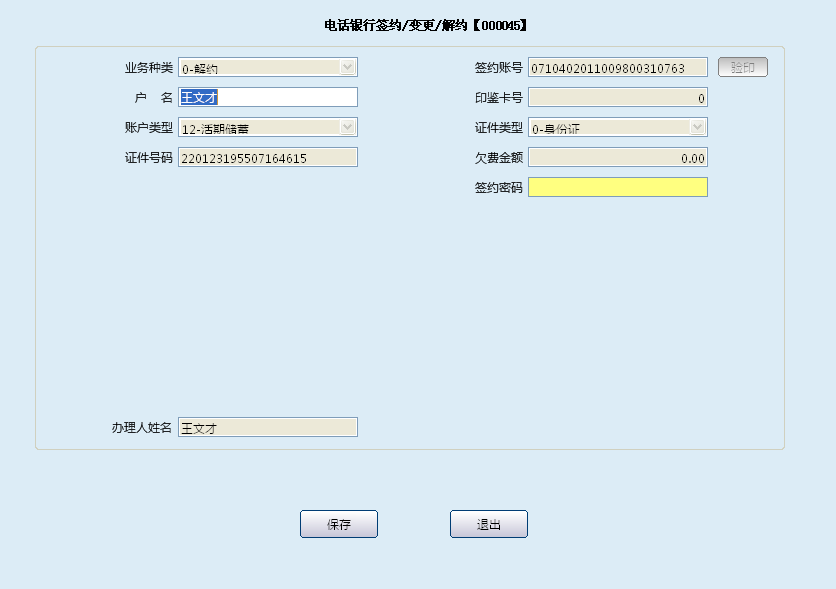 电话银行签约/变更/解约【000045】
业务种类 0-解约 签约账号 0710402011009800310763 验印
户 名 王文才 印鉴卡号 0
账户类型 12-活期储蓄 证件类型 0-身份证
证件号码 220123195507164615 欠费金额 0.00
签约密码
办理人姓名 王文才
保存 退出